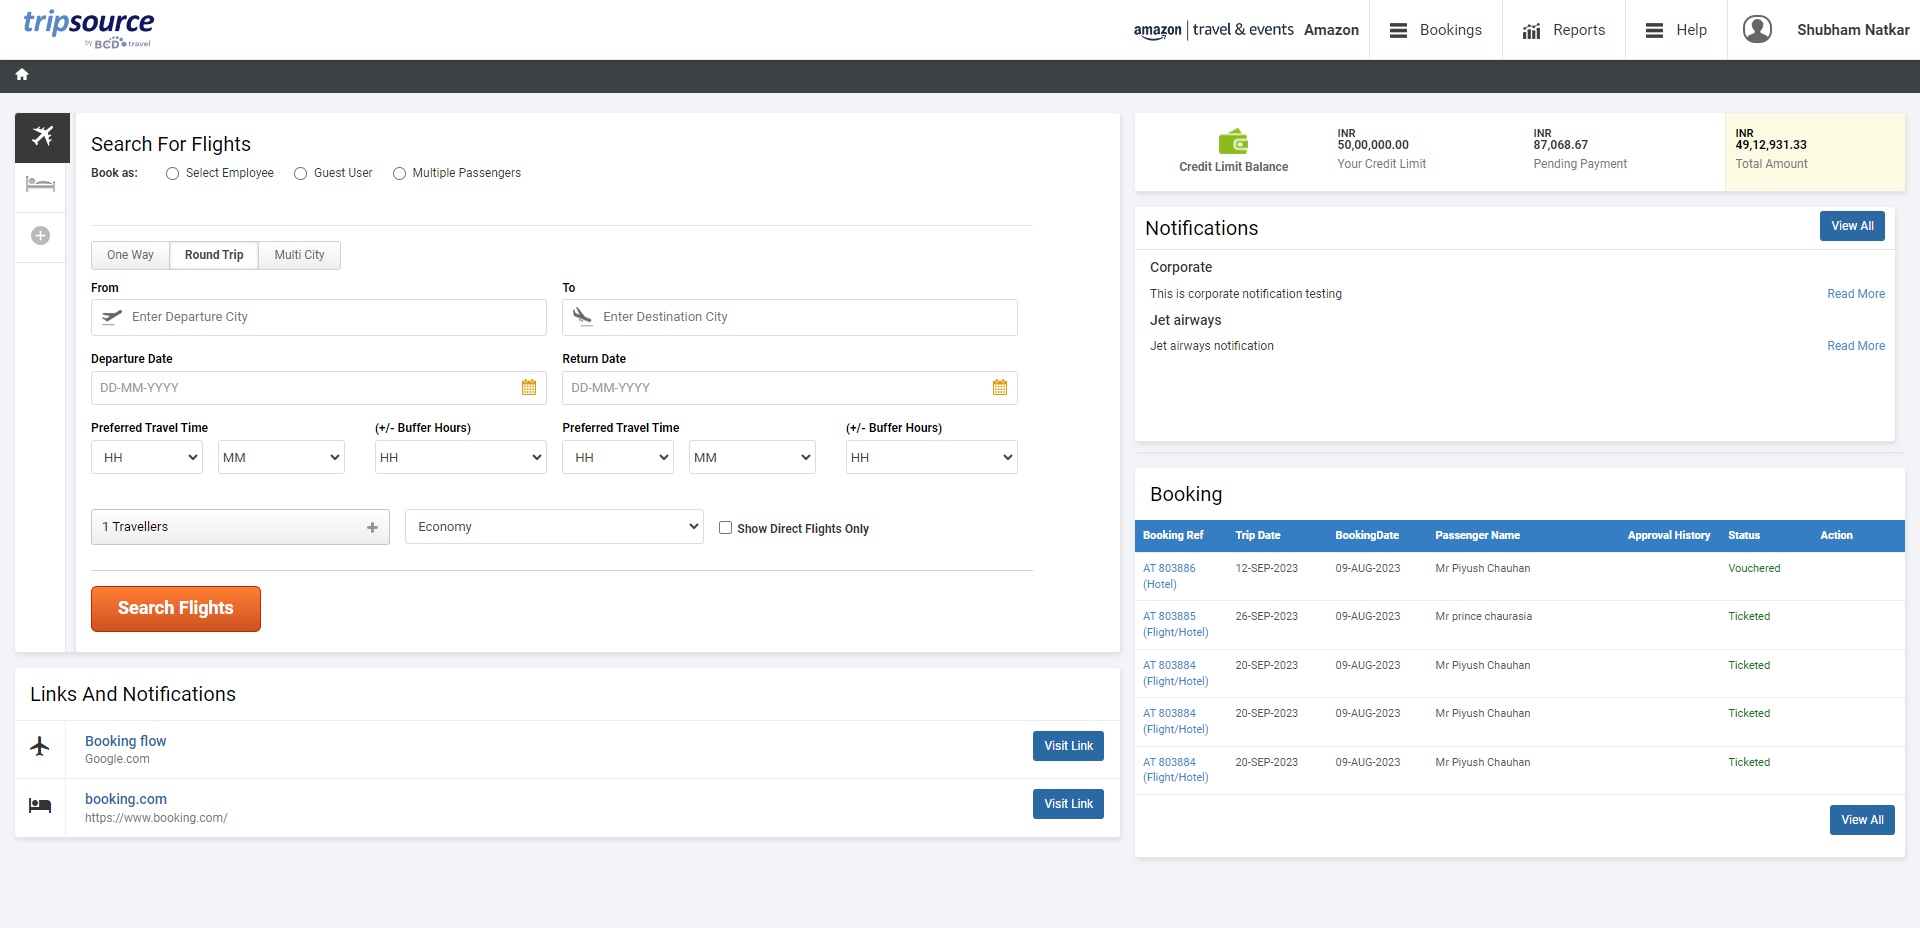 tripsource
by BCD travel
amazon | travel & events Amazon
Bookings
Reports
Help
Shubham Natkar
Search For Flights
Book as: Select Employee Guest User Multiple Passengers
One Way Round Trip Multi City
From To
Enter Departure City Enter Destination City
Departure Date Return Date
DD-MM-YYYY DD-MM-YYYY
Preferred Travel Time (+/- Buffer Hours) Preferred Travel Time (+/- Buffer Hours)
HH MM HH HH MM HH
1 Travellers Economy Show Direct Flights Only
Search Flights
Links And Notifications
Booking flow
Google.com
Visit Link
booking.com
https://www.booking.com/
Visit Link
Credit Limit Balance
INR
50,00,000.00
Your Credit Limit
INR
87,068.67
Pending Payment
INR
49,12,931.33
Total Amount
Notifications View All
Corporate
This is corporate notification testing Read More
Jet airways
Jet airways notification Read More
Booking
Booking Ref Trip Date BookingDate Passenger Name Approval History Status Action
AT 803886 12-SEP-2023 09-AUG-2023 Mr Piyush Chauhan Vouchered
(Hotel)
AT 803885 26-SEP-2023 09-AUG-2023 Mr prince chaurasia Ticketed
(Flight/Hotel)
AT 803884 20-SEP-2023 09-AUG-2023 Mr Piyush Chauhan Ticketed
(Flight/Hotel)
AT 803884 20-SEP-2023 09-AUG-2023 Mr Piyush Chauhan Ticketed
(Flight/Hotel)
AT 803884 20-SEP-2023 09-AUG-2023 Mr Piyush Chauhan Ticketed
(Flight/Hotel)
View All